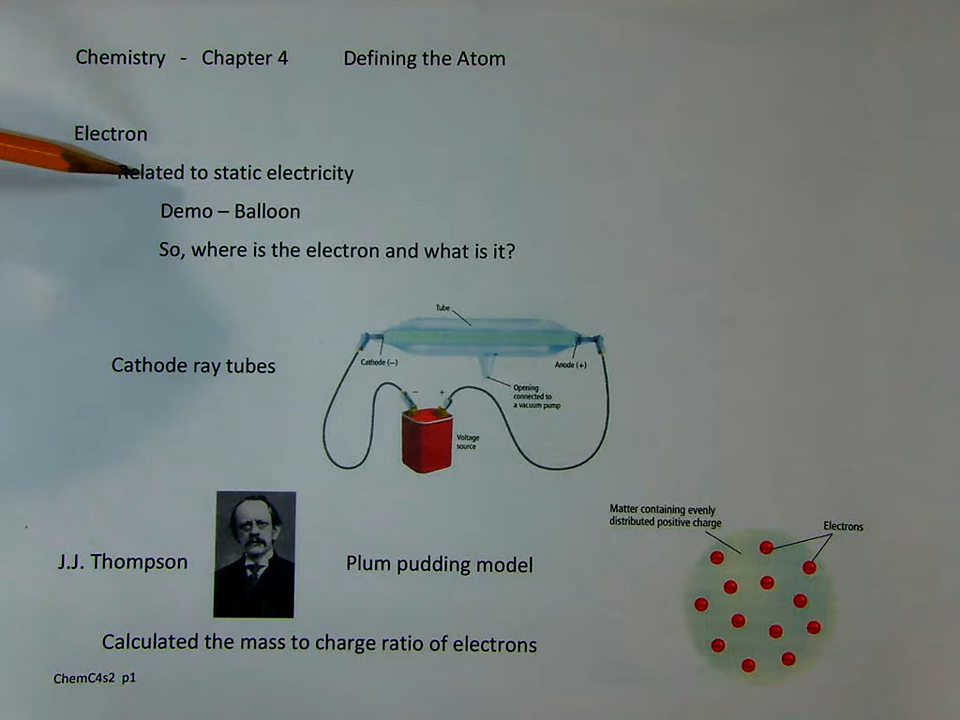 Chemistry - Chapter 4 Defining the Atom
Electron
Related to static electricity
Demo – Balloon
So, where is the electron and what is it?
Tube
Cathode ray tubes
Cathode (−)
Anode (+)
− +
Opening
connected to
a vacuum pump
Voltage
source
Matter containing evenly
distributed positive charge
Electrons
J.J. Thompson
Plum pudding model
Calculated the mass to charge ratio of electrons
ChemC4s2 p1